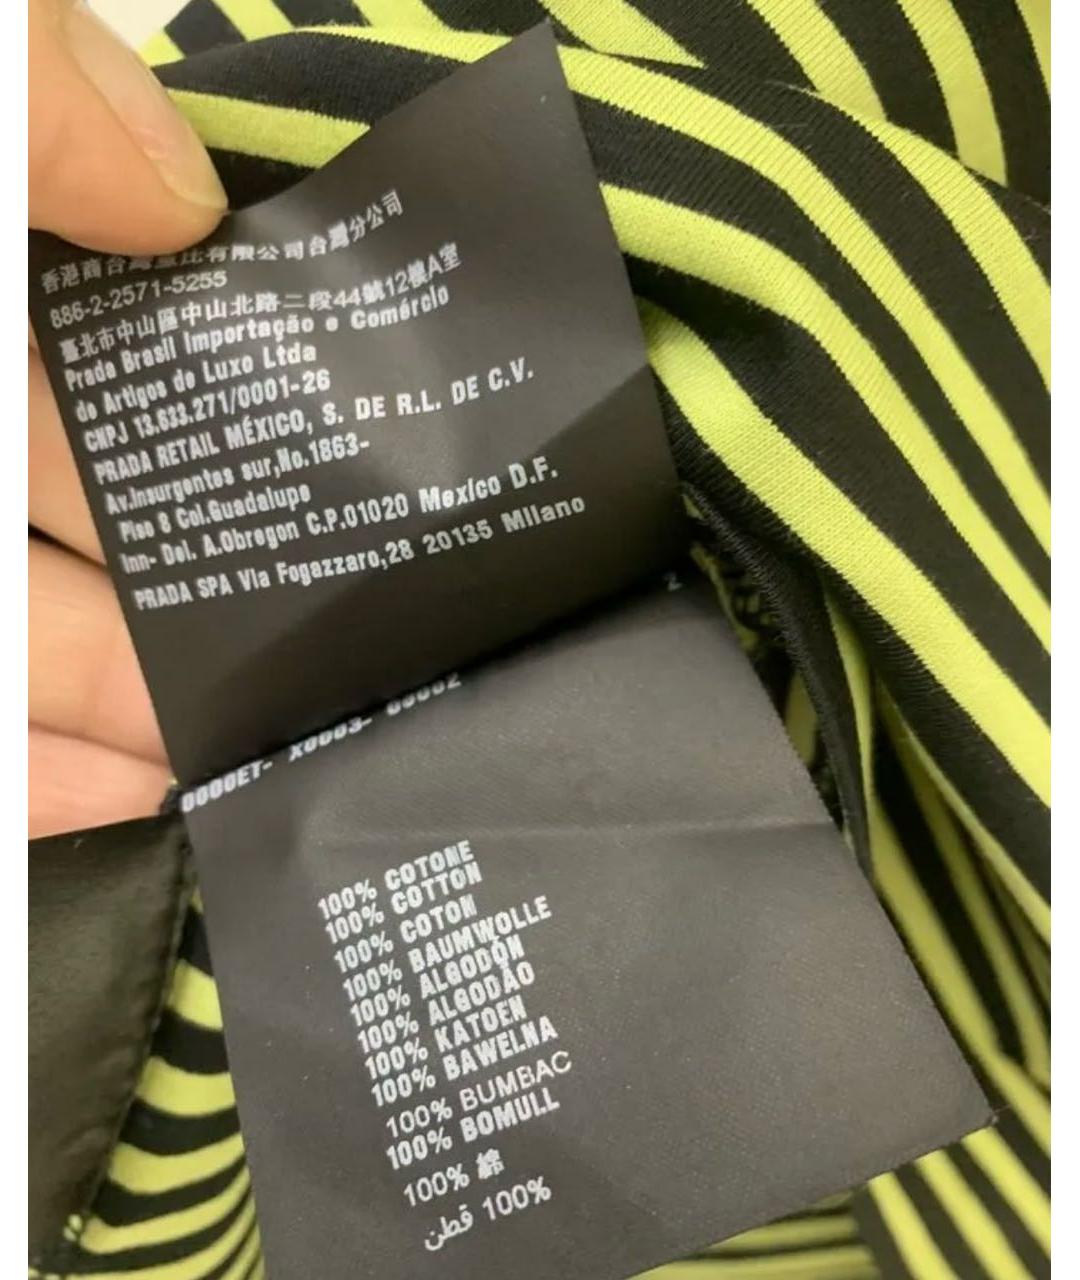 香港商台灣普拉達有限公司台灣分公司
886-2-2571-5255
臺北市中山區中山北路二段44號12樓A室
Prada Brasil Importação e Comércio
de Artigos de Luxo Ltda
CNPJ 13.633.271/0001-26
PRADA RETAIL MÉXICO, S. DE R.L. DE C.V.
Av.Insurgentes sur,No.1863-
Piso 8 Col.Guadalupe
Inn- Del. A.Obregon C.P.01020 Mexico D.F.
PRADA SPA Via Fogazzaro,28 20135 Milano
2
0000ET- X0003- 00002
100% COTONE
100% COTTON
100% COTON
100% BAUMWOLLE
100% ALGODÓN
100% ALGODÃO
100% KATOEN
100% BAWEŁNA
100% BUMBAC
100% BOMULL
100% 綿
قطن 100%